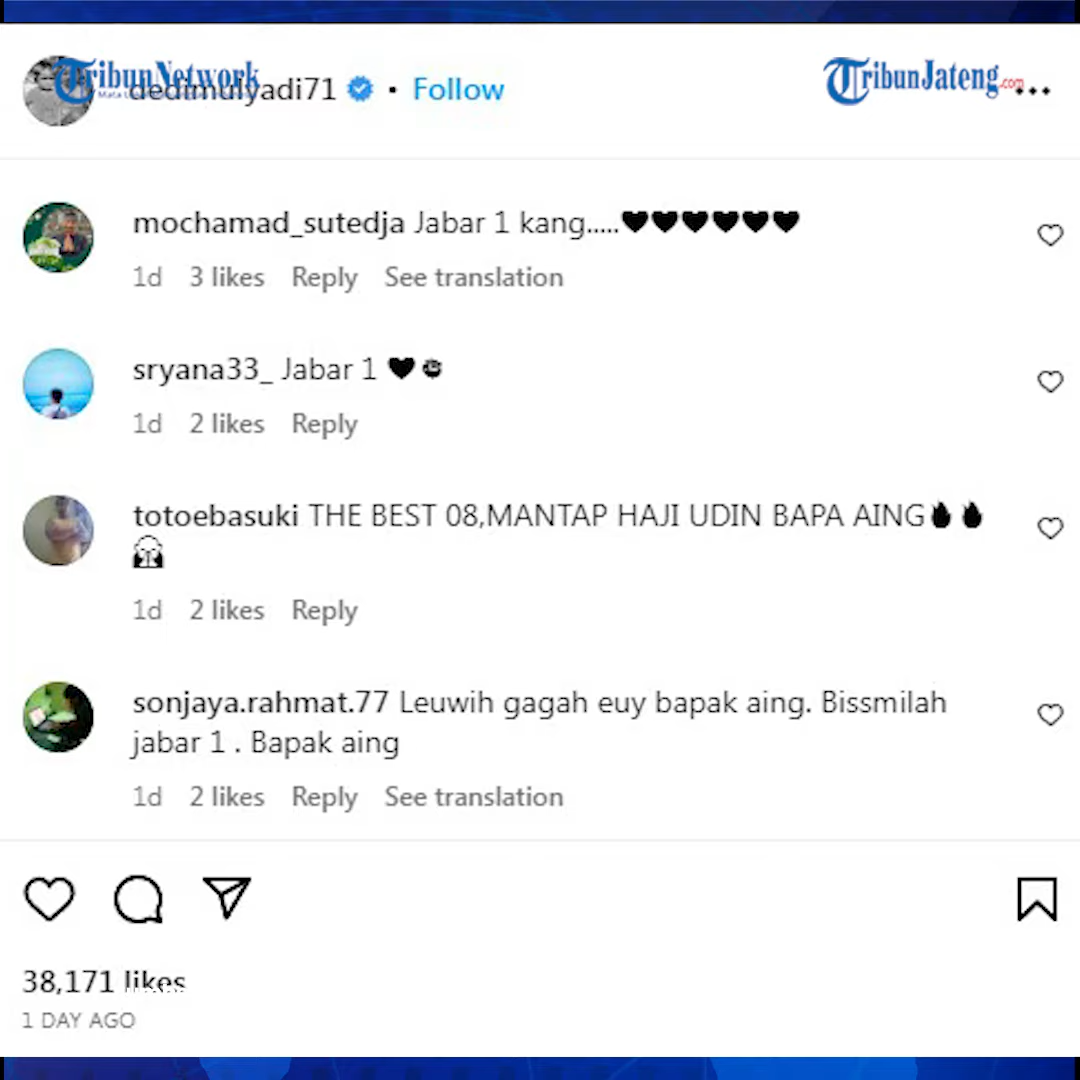 TribunNetwork
dedimulyadi71 • Follow
TribunJateng.com
mochamad_sutedja Jabar 1 kang.....🖤🖤🖤🖤🖤🖤
1d 3 likes Reply See translation
sryana33_ Jabar 1 🖤
1d 2 likes Reply
totoebasuki THE BEST 08,MANTAP HAJI UDIN BAPA AING
1d 2 likes Reply
sonjaya.rahmat.77 Leuwih gagah euy bapak aing. Bissmilah
jabar 1 . Bapak aing
1d 2 likes Reply See translation
38,171 likes
1 DAY AGO